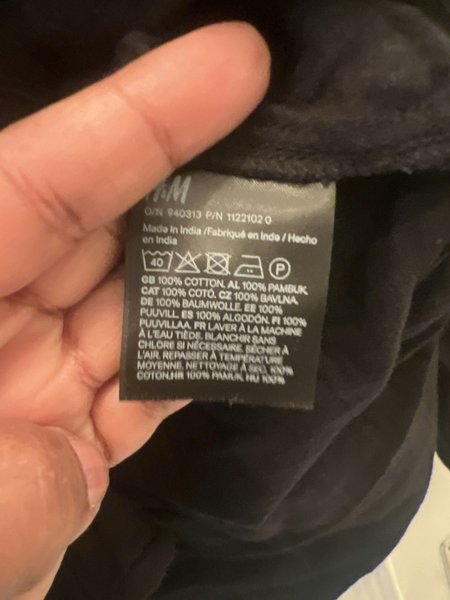 H&M
O/N 940313 P/N 1122102 0
Made in India /Fabriqué en Inde / Hecho
en India
40 P
GB 100% COTTON. AL 100% PAMBUK.
CAT 100% COTÓ. CZ 100% BAVLNA.
DE 100% BAUMWOLLE. EE 100%
PUUVILL. ES 100% ALGODÓN. FI 100%
PUUVILLAA. FR LAVER À LA MACHINE
À L'EAU TIÈDE. BLANCHIR SANS
CHLORE SI NÉCESSAIRE. SÉCHER À
L'AIR. REPASSER À TEMPÉRATURE
MOYENNE. NETTOYAGE À SEC. 100%
COTON.HR 100% PAMUK. HU 100%